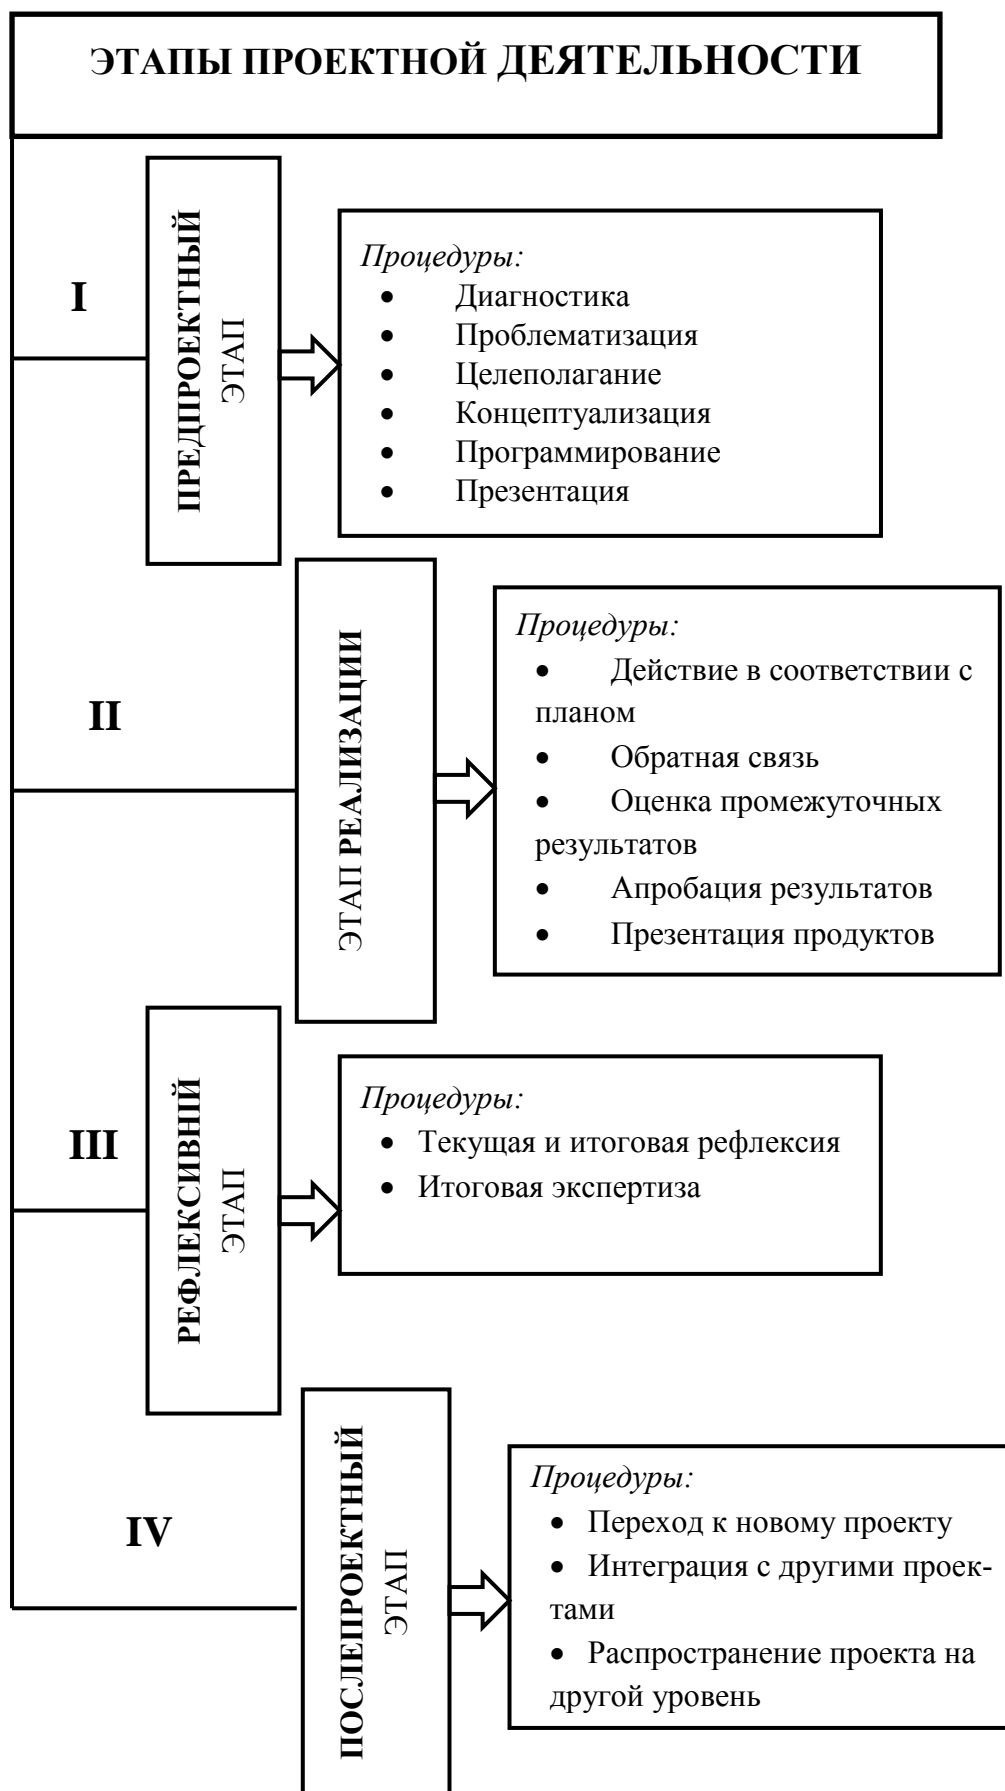 ЭТАПЫ ПРОЕКТНОЙ ДЕЯТЕЛЬНОСТИ
I
ПРЕДПРОЕКТНЫЙ
ЭТАП
Процедуры:
• Диагностика
• Проблематизация
• Целеполагание
• Концептуализация
• Программирование
• Презентация
II
ЭТАП РЕАЛИЗАЦИИ
Процедуры:
• Действие в соответствии с
планом
• Обратная связь
• Оценка промежуточных
результатов
• Апробация результатов
• Презентация продуктов
III
РЕФЛЕКСИВНІЙ
ЭТАП
Процедуры:
• Текущая и итоговая рефлексия
• Итоговая экспертиза
IV
ПОСЛЕПРОЕКТНЫЙ
ЭТАП
Процедуры:
• Переход к новому проекту
• Интеграция с другими проек-
тами
• Распространение проекта на
другой уровень